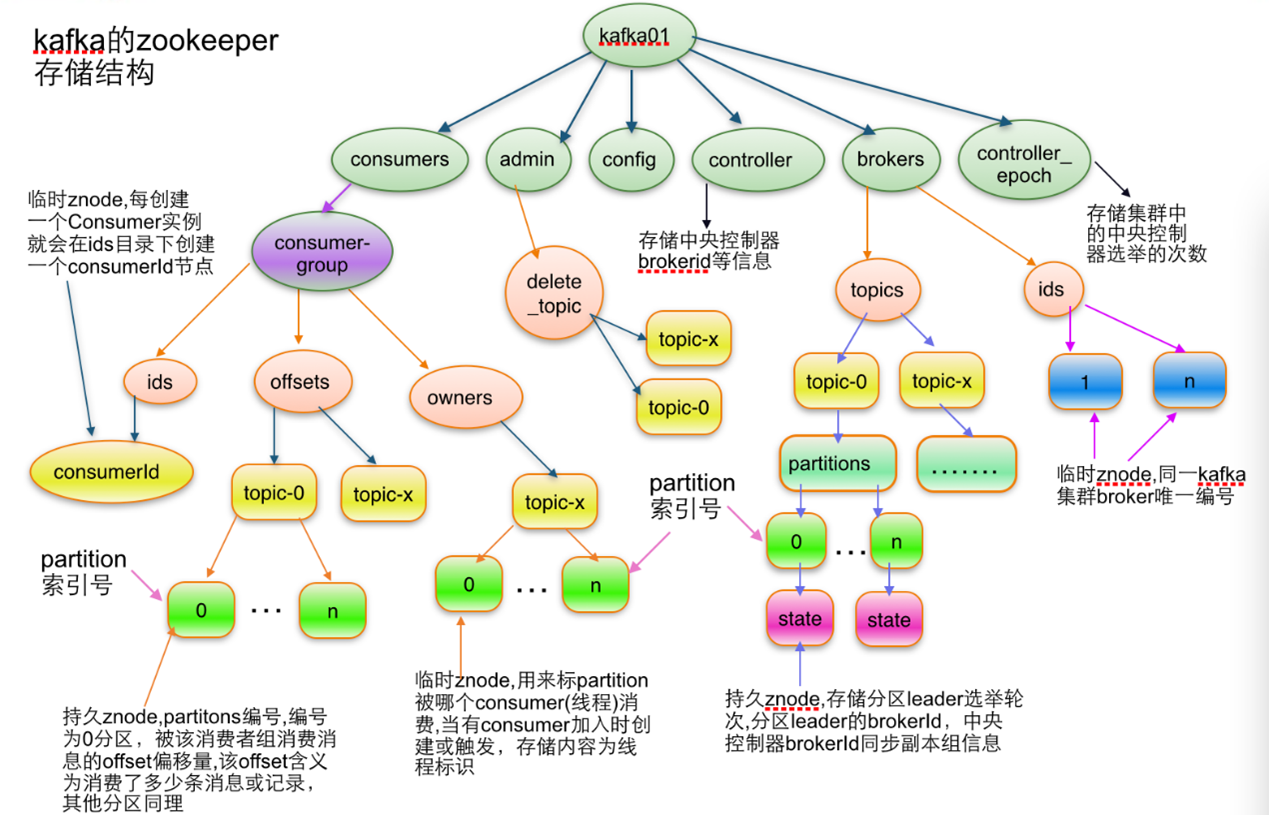 kafka的zookeeper
存储结构
kafka01
consumers
admin
config
controller
brokers
controller_
epoch
临时znode,每创建
一个Consumer实例
就会在ids目录下创建
一个consumerId节点
consumer-
group
存储中央控制器
brokerid等信息
存储集群中
的中央控制
器选举的次数
delete
_topic
topics
ids
topic-x
topic-0
ids
offsets
owners
topic-0
topic-x
1
n
consumerId
topic-0
topic-x
topic-x
partitions
.......
临时znode,同一kafka
集群broker唯一编号
partition
索引号
0
...
n
partition
索引号
0
...
n
0
...
n
state
state
持久znode,partitons编号,编号
为0分区，被该消费者组消费消
息的offset偏移量,该offset含义
为消费了多少条消息或记录，
其他分区同理
临时znode,用来标partition
被哪个consumer(线程)消
费,当有consumer加入时创
建或触发，存储内容为线
程标识
持久znode,存储分区leader选举轮
次,分区leader的brokerId，中央
控制器brokerId同步副本组信息